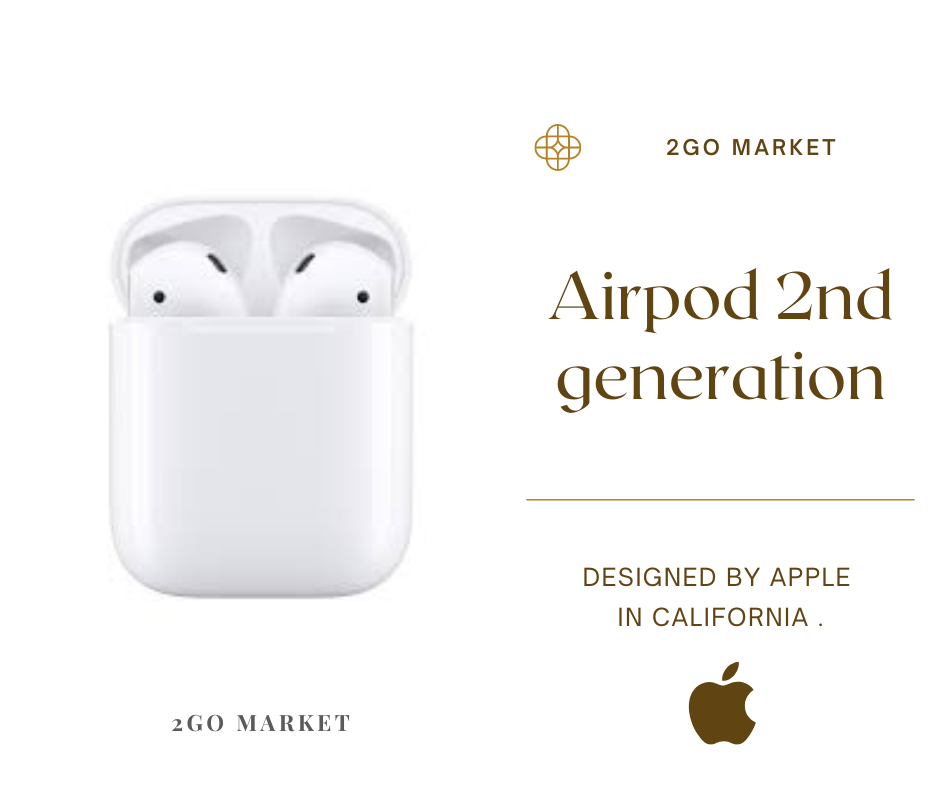 2GO MARKET
Airpod 2nd
generation
DESIGNED BY APPLE
IN CALIFORNIA .
2GO MARKET